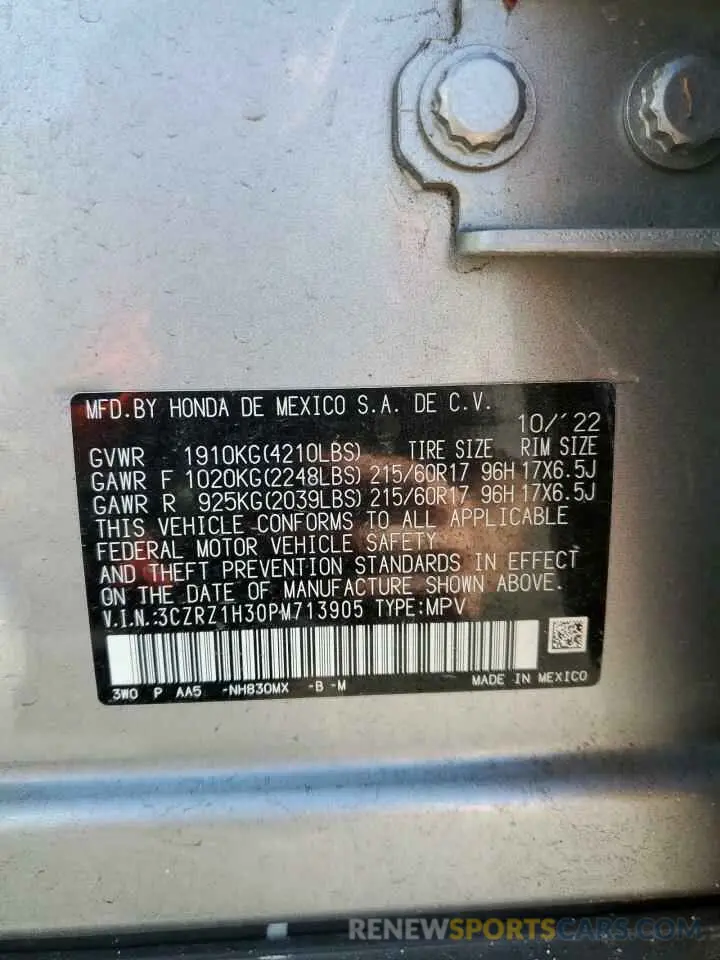 MFD.BY HONDA DE MEXICO S.A. DE C.V. 10/'22
GVWR 1910KG(4210LBS) TIRE SIZE RIM SIZE
GAWR F 1020KG(2248LBS) 215/60R17 96H 17X6.5J
GAWR R 925KG(2039LBS) 215/60R17 96H 17X6.5J
THIS VEHICLE CONFORMS TO ALL APPLICABLE
FEDERAL MOTOR VEHICLE SAFETY
AND THEFT PREVENTION STANDARDS IN EFFECT
ON THE DATE OF MANUFACTURE SHOWN ABOVE.
V.I.N.:3CZRZ1H30PM713905 TYPE:MPV
3W0 P AA5 -NH830MX -B -M MADE IN MEXICO
RENEWSPORTSCARS.COM